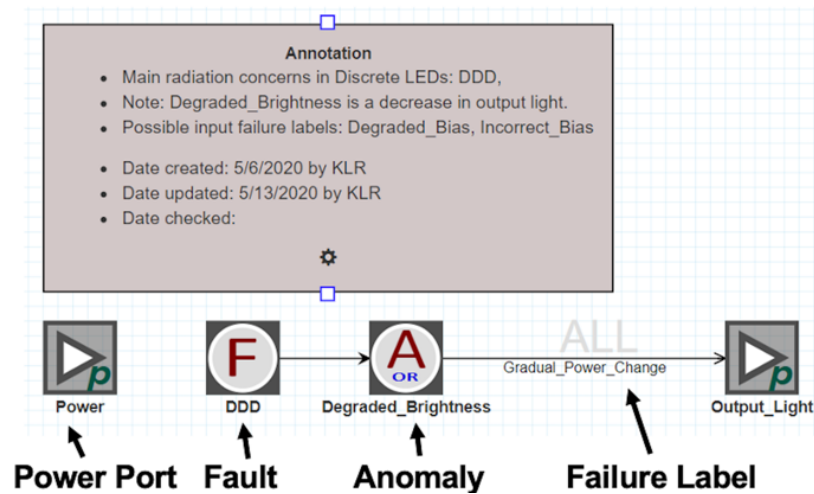 Annotation
Main radiation concerns in Discrete LEDs: DDD,
Note: Degraded_Brightness is a decrease in output light.
Possible input failure labels: Degraded_Bias, Incorrect_Bias
Date created: 5/6/2020 by KLR
Date updated: 5/13/2020 by KLR
Date checked:
p F A OR ALL p
Gradual_Power_Change
Power DDD Degraded_Brightness Output_Light
Power Port Fault Anomaly Failure Label